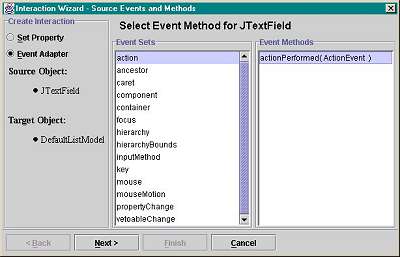 Interaction Wizard - Source Events and Methods
Create Interaction
Set Property
Event Adapter
Source Object:
JTextField
Target Object:
DefaultListModel
Select Event Method for JTextField
Event Sets
action
ancestor
caret
component
container
focus
hierarchy
hierarchyBounds
inputMethod
key
mouse
mouseMotion
propertyChange
vetoableChange
Event Methods
actionPerformed( ActionEvent )
< Back
Next >
Finish
Cancel